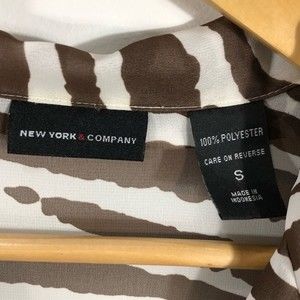 NEW YORK & COMPANY
100% POLYESTER
CARE ON REVERSE
S
MADE IN
INDONESIA